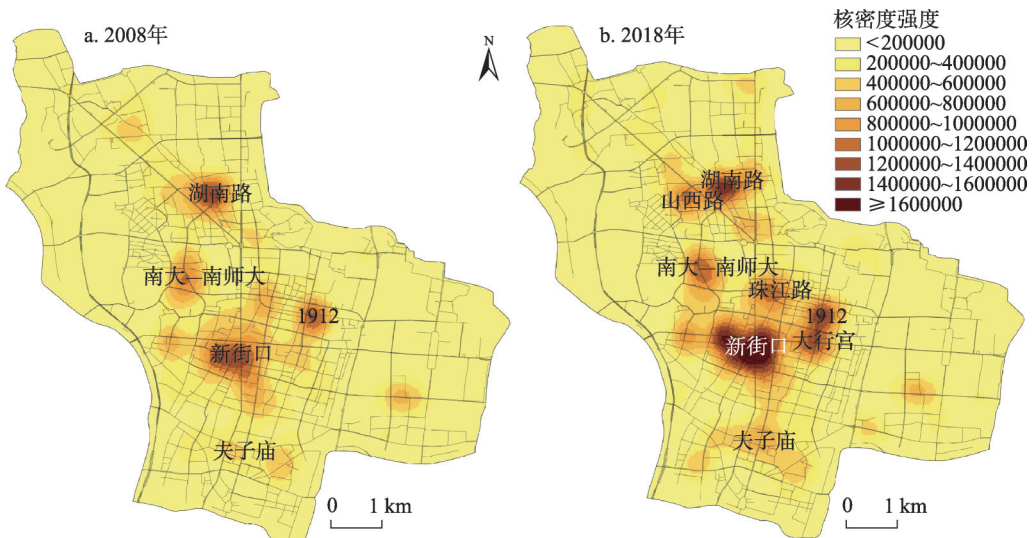 a. 2008年
湖南路
南大—南师大
1912
新街口
夫子庙
0 1 km
N
b. 2018年
湖南路
山西路
南大—南师大
珠江路
1912
大行宫
新街口
夫子庙
0 1 km
核密度强度
<200000
200000~400000
400000~600000
600000~800000
800000~1000000
1000000~1200000
1200000~1400000
1400000~1600000
≥1600000